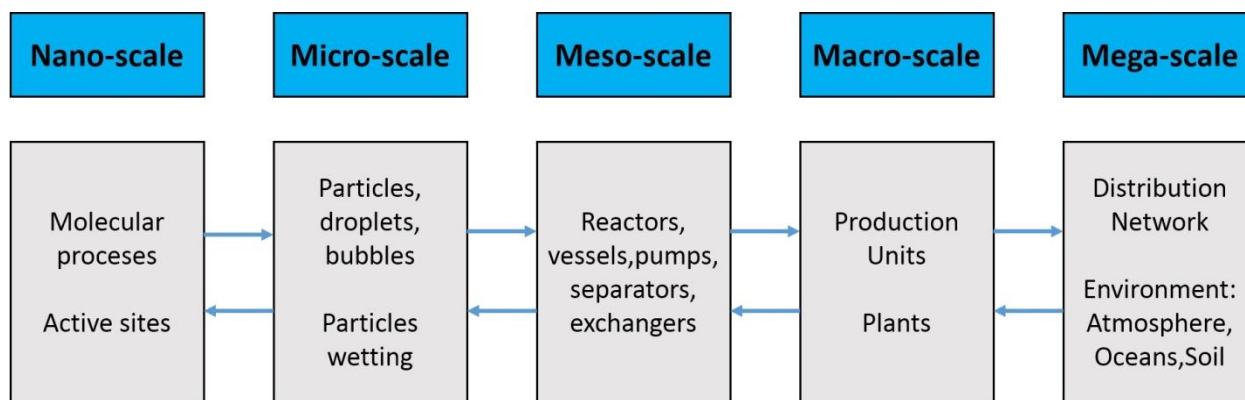 Nano-scale
Micro-scale
Meso-scale
Macro-scale
Mega-scale
Molecular
proceses
Active sites
Particles,
droplets,
bubbles
Particles
wetting
Reactors,
vessels,pumps,
separators,
exchangers
Production
Units
Plants
Distribution
Network
Environment:
Atmosphere,
Oceans,Soil